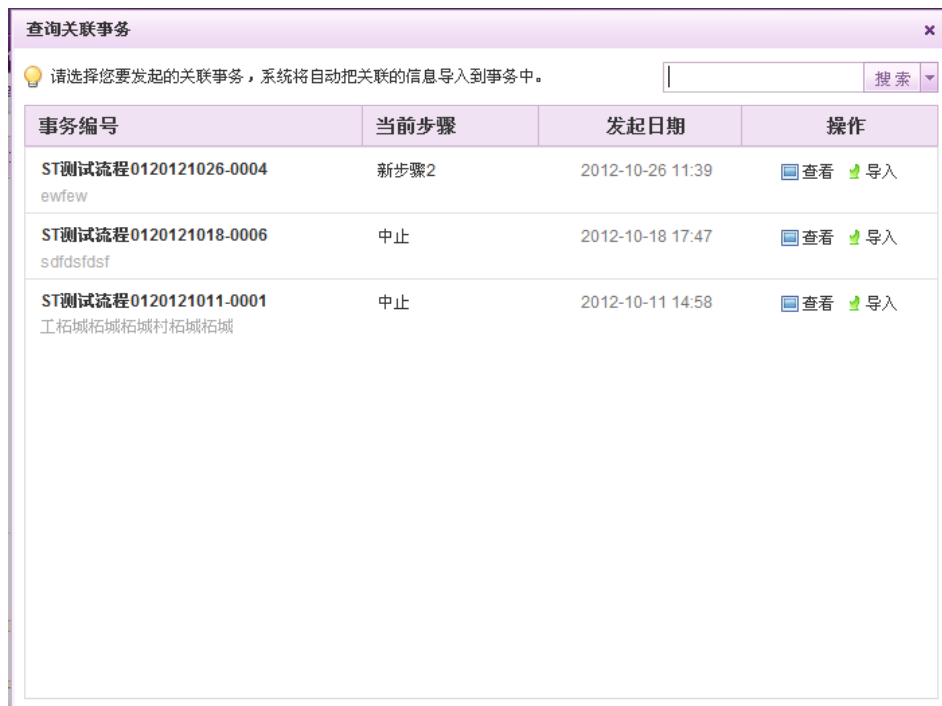 查询关联事务
请选择您要发起的关联事务，系统将自动把关联的信息导入到事务中。
搜索
事务编号 当前步骤 发起日期 操作
ST测试流程0120121026-0004 新步骤2 2012-10-26 11:39 查看 导入
ewfew
ST测试流程0120121018-0006 中止 2012-10-18 17:47 查看 导入
sdfdsfdsf
ST测试流程0120121011-0001 中止 2012-10-11 14:58 查看 导入
工柘城柘城柘城村柘城柘城